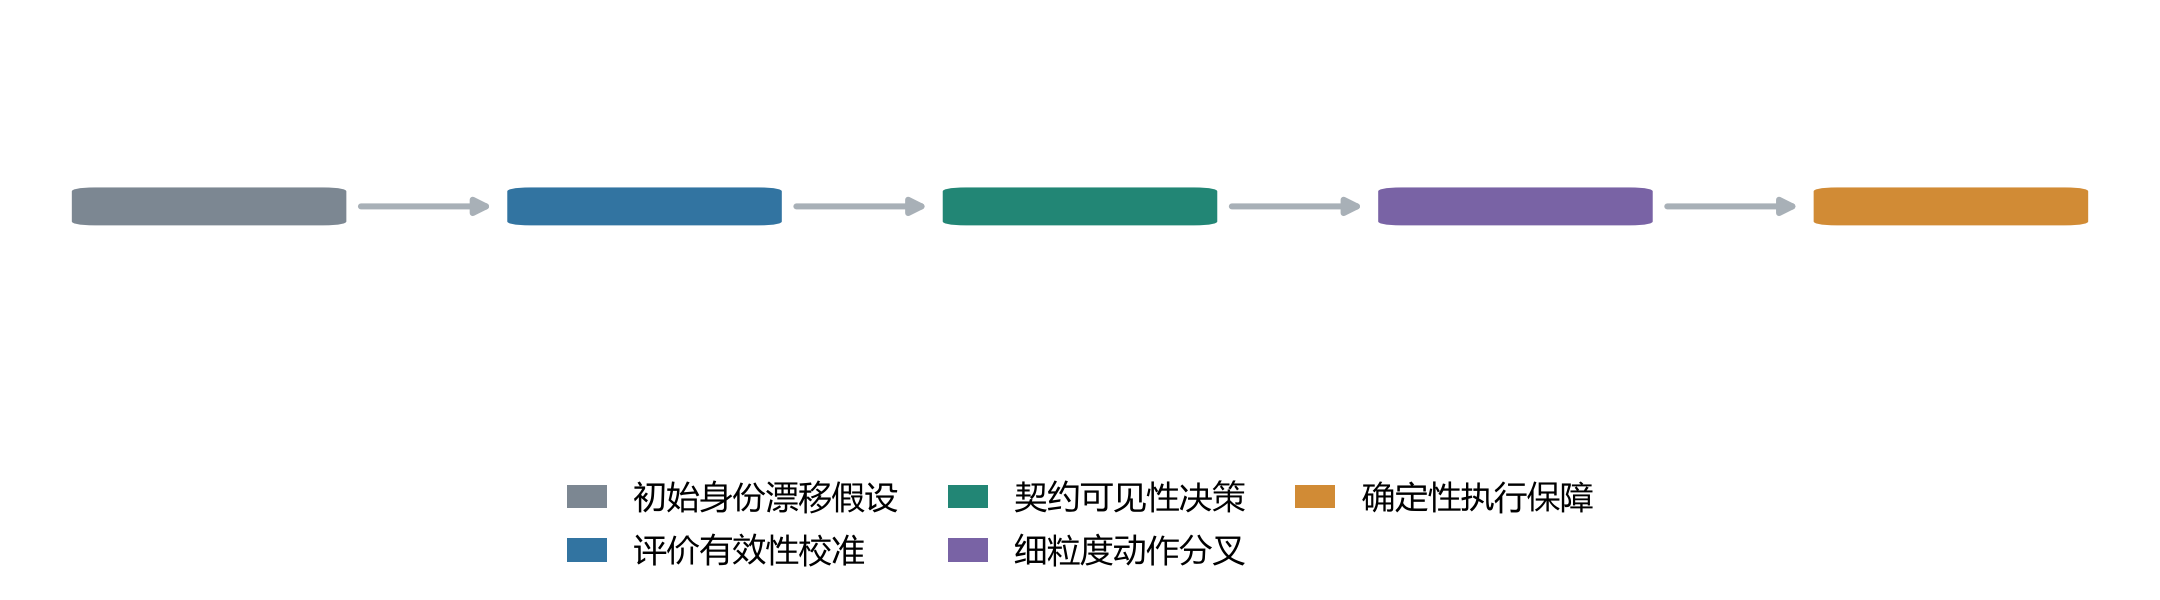 初始身份漂移假设
评价有效性校准
契约可见性决策
细粒度动作分叉
确定性执行保障